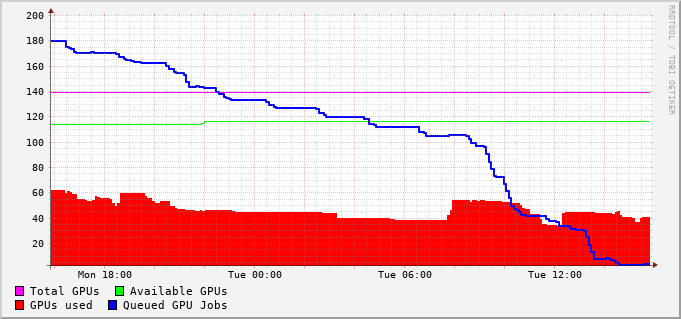 200
180
160
140
120
100
80
60
40
20
Mon 18:00 Tue 00:00 Tue 06:00 Tue 12:00
Total GPUs Available GPUs
GPUs used Queued GPU Jobs
RRDTOOL / TOBI OETIKER